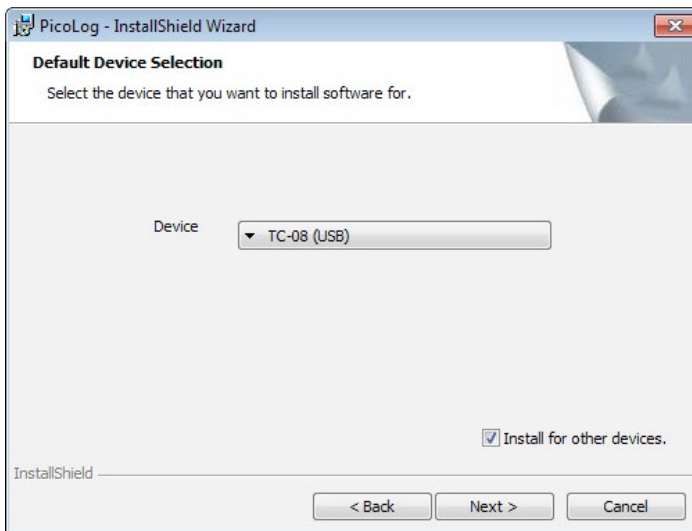 PicoLog - InstallShield Wizard
Default Device Selection
Select the device that you want to install software for.
Device
TC-08 (USB)
Install for other devices.
InstallShield
< Back
Next >
Cancel